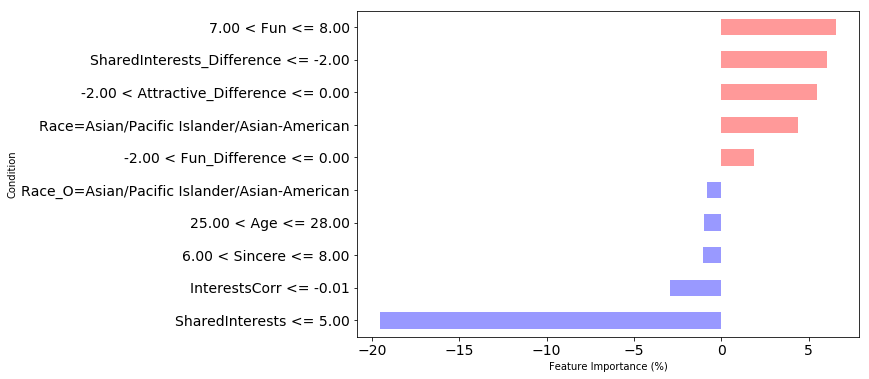 7.00 < Fun <= 8.00
SharedInterests_Difference <= -2.00
-2.00 < Attractive_Difference <= 0.00
Race=Asian/Pacific Islander/Asian-American
-2.00 < Fun_Difference <= 0.00
Race_O=Asian/Pacific Islander/Asian-American
25.00 < Age <= 28.00
6.00 < Sincere <= 8.00
InterestsCorr <= -0.01
SharedInterests <= 5.00
Condition
−20 −15 −10 −5 0 5
Feature Importance (%)